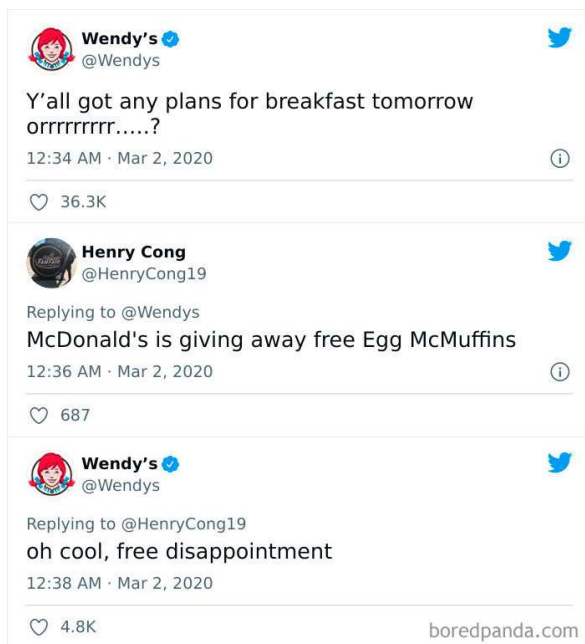 Wendy's
@Wendys
Y'all got any plans for breakfast tomorrow
orrrrrrrrr.....?
12:34 AM · Mar 2, 2020
36.3K
Henry Cong
@HenryCong19
Replying to @Wendys
McDonald's is giving away free Egg McMuffins
12:36 AM · Mar 2, 2020
687
Wendy's
@Wendys
Replying to @HenryCong19
oh cool, free disappointment
12:38 AM · Mar 2, 2020
4.8K
boredpanda.com